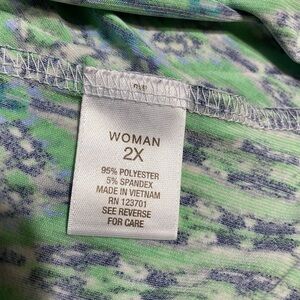 WOMAN
2X
95% POLYESTER
5% SPANDEX
MADE IN VIETNAM
RN 123701
SEE REVERSE
FOR CARE